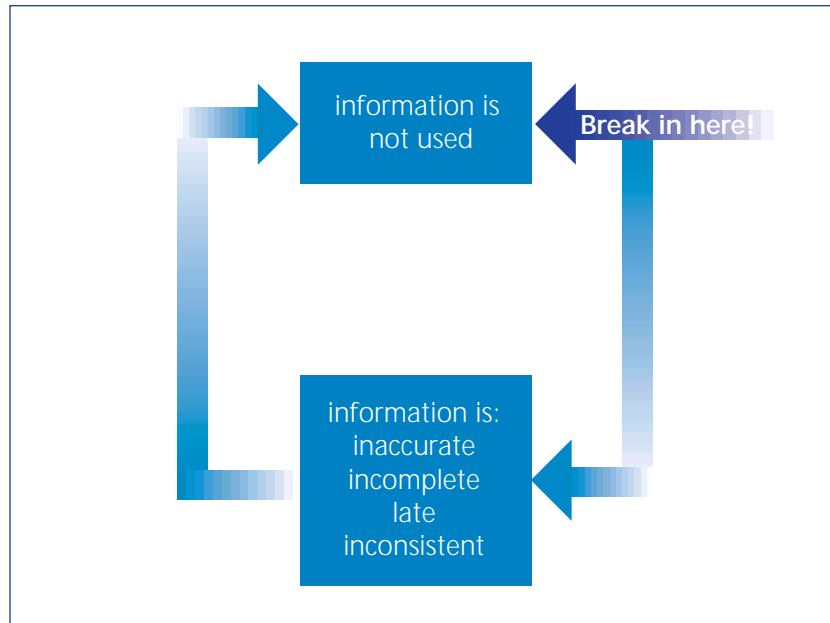 information is
not used
Break in here!
information is:
inaccurate
incomplete
late
inconsistent